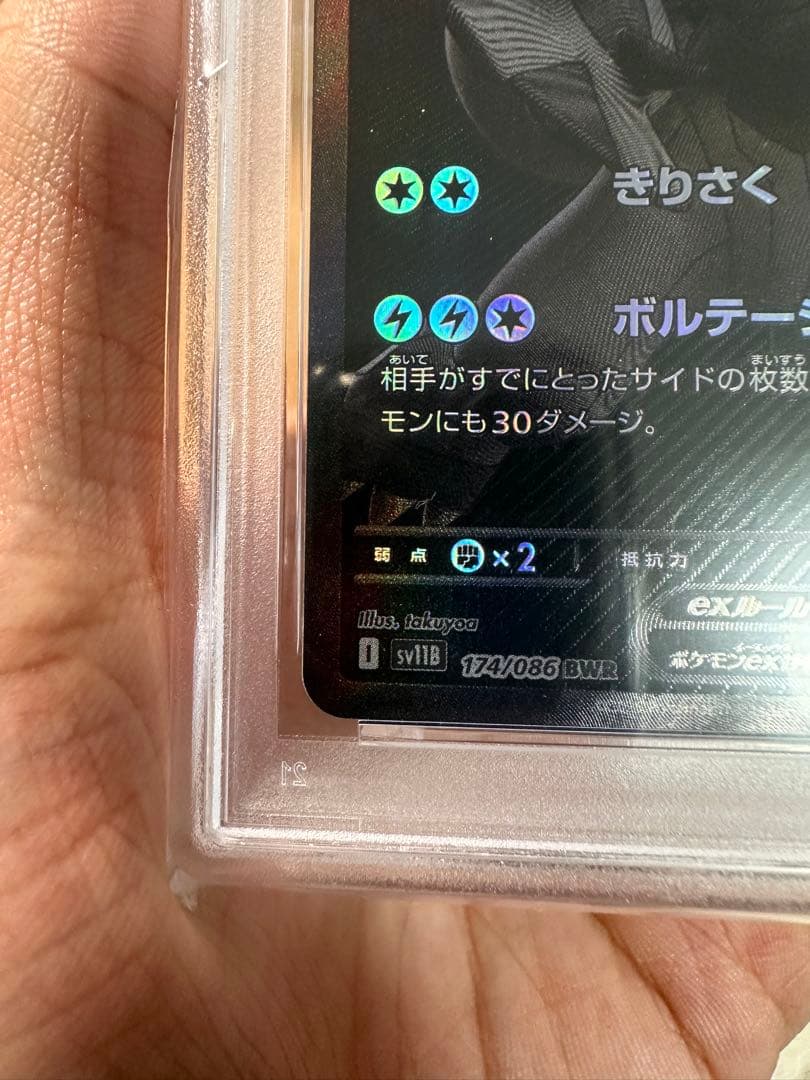 きりさく
ボルテー
あいて まいすう
相手がすでにとったサイドの枚数
モンにも30ダメージ。
弱点 ×2 抵抗力
Illus. takuyoa
I sv11B 174/086 BWR
exルール
ポケモンex
21